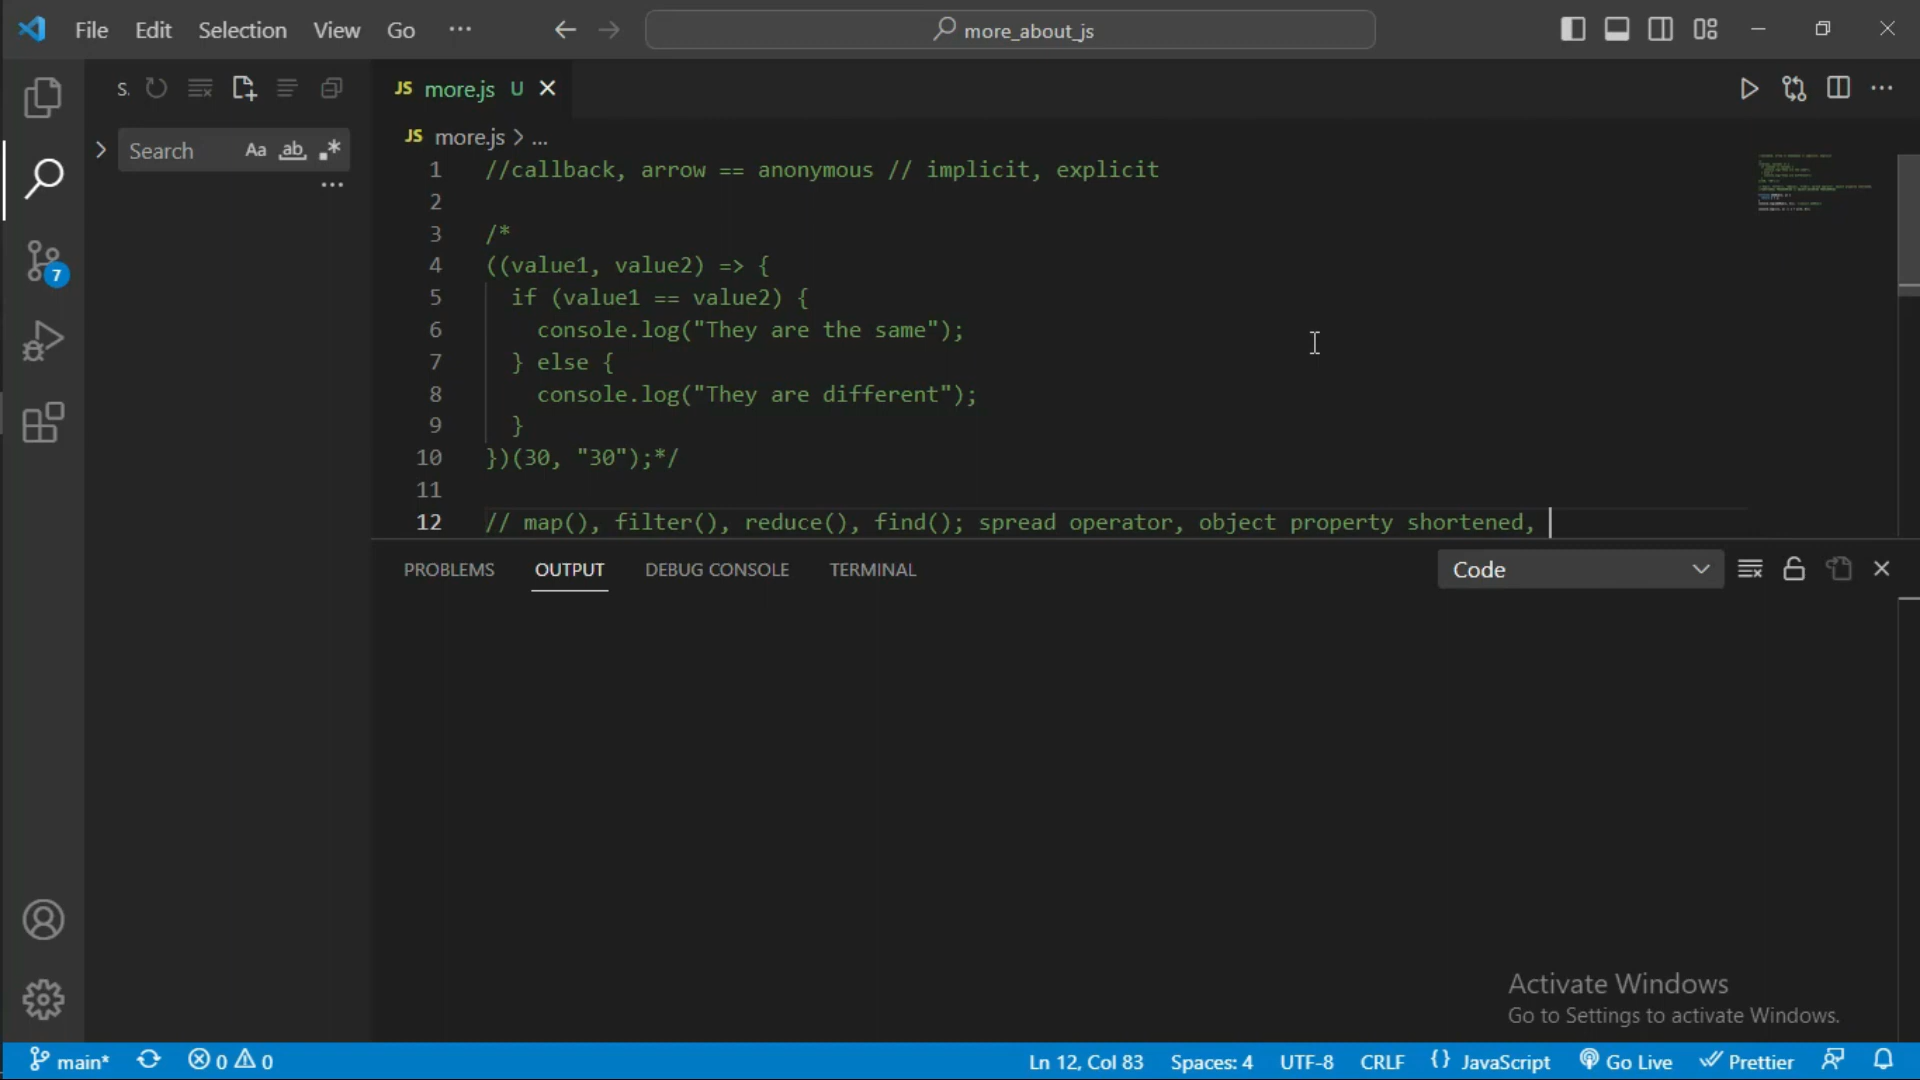 File Edit Selection View Go ··· more_about_js
S. JS more.js U
Search Aa ab
JS more.js > ...
1 //callback, arrow == anonymous // implicit, explicit
2
3 /*
4 ((value1, value2) => {
5 if (value1 == value2) {
6 console.log("They are the same");
7 } else {
8 console.log("They are different");
9 }
10 })(30, "30");*/
11
12 // map(), filter(), reduce(), find(); spread operator, object property shortened,
7
PROBLEMS OUTPUT DEBUG CONSOLE TERMINAL Code
Activate Windows
Go to Settings to activate Windows.
main* 0 0 Ln 12, Col 83 Spaces: 4 UTF-8 CRLF {} JavaScript Go Live Prettier